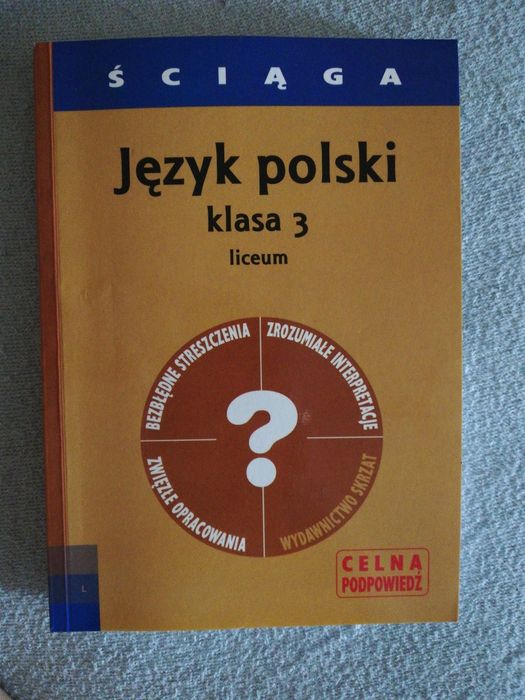 ŚCIĄGA
Język polski
klasa 3
liceum
BEZBŁĘDNE STRESZCZENIA
ZROZUMIAŁE INTERPRETACJE
?
ZWIĘZŁE OPRACOWANIA
WYDAWNICTWO SKRZAT
CELNA
PODPOWIEDŹ
L